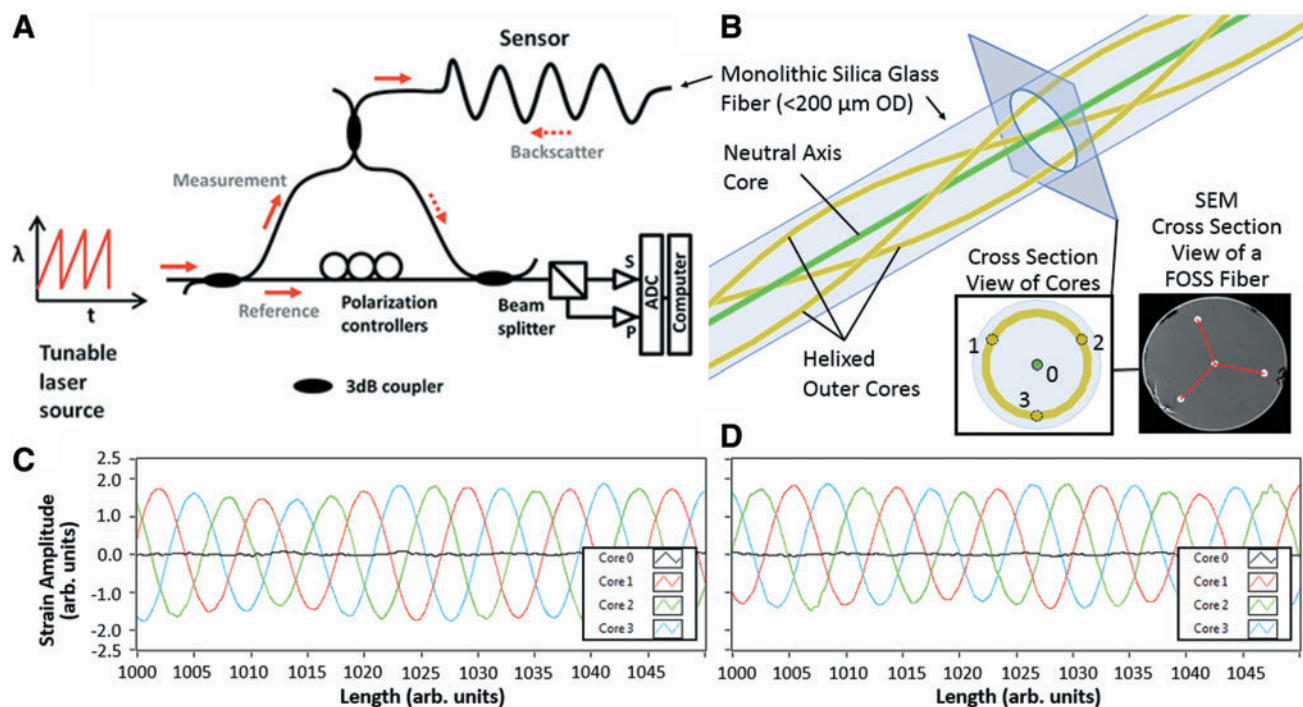 A
Sensor
Backscatter
Measurement
λ
t
Reference
Polarization
controllers
Beam
splitter
S
P
ADC
Computer
Tunable
laser
source
3dB coupler
B
Monolithic Silica Glass
Fiber (<200 μm OD)
Neutral Axis
Core
Helixed
Outer Cores
Cross Section
View of Cores
1
2
0
3
SEM
Cross Section
View of a
FOSS Fiber
C
Strain Amplitude
(arb. units)
2.5
2.0
1.0
0.0
-1.0
-2.0
-2.5
1000 1005 1010 1015 1020 1022 1030 1035 1040 1045
Length (arb. units)
Core 0
Core 1
Core 2
Core 3
D
1000 1005 1010 1015 1020 1022 1030 1035 1040 1045
Length (arb. units)
Core 0
Core 1
Core 2
Core 3